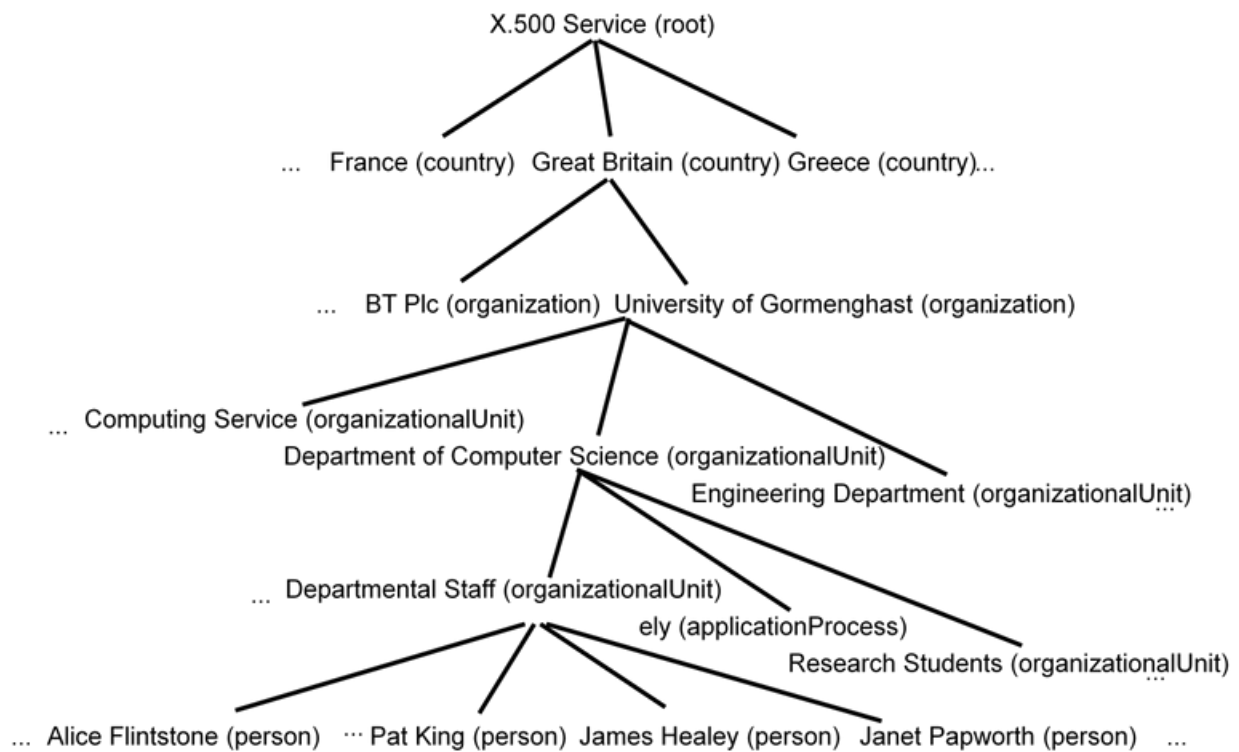 X.500 Service (root)
... France (country) Great Britain (country) Greece (country)...
... BT Plc (organization) University of Gormenghast (organization) ...
... Computing Service (organizationalUnit)
Department of Computer Science (organizationalUnit)
Engineering Department (organizationalUnit)
...
... Departmental Staff (organizationalUnit)
ely (applicationProcess)
Research Students (organizationalUnit)
...
... Alice Flintstone (person) ... Pat King (person) James Healey (person) Janet Papworth (person) ...